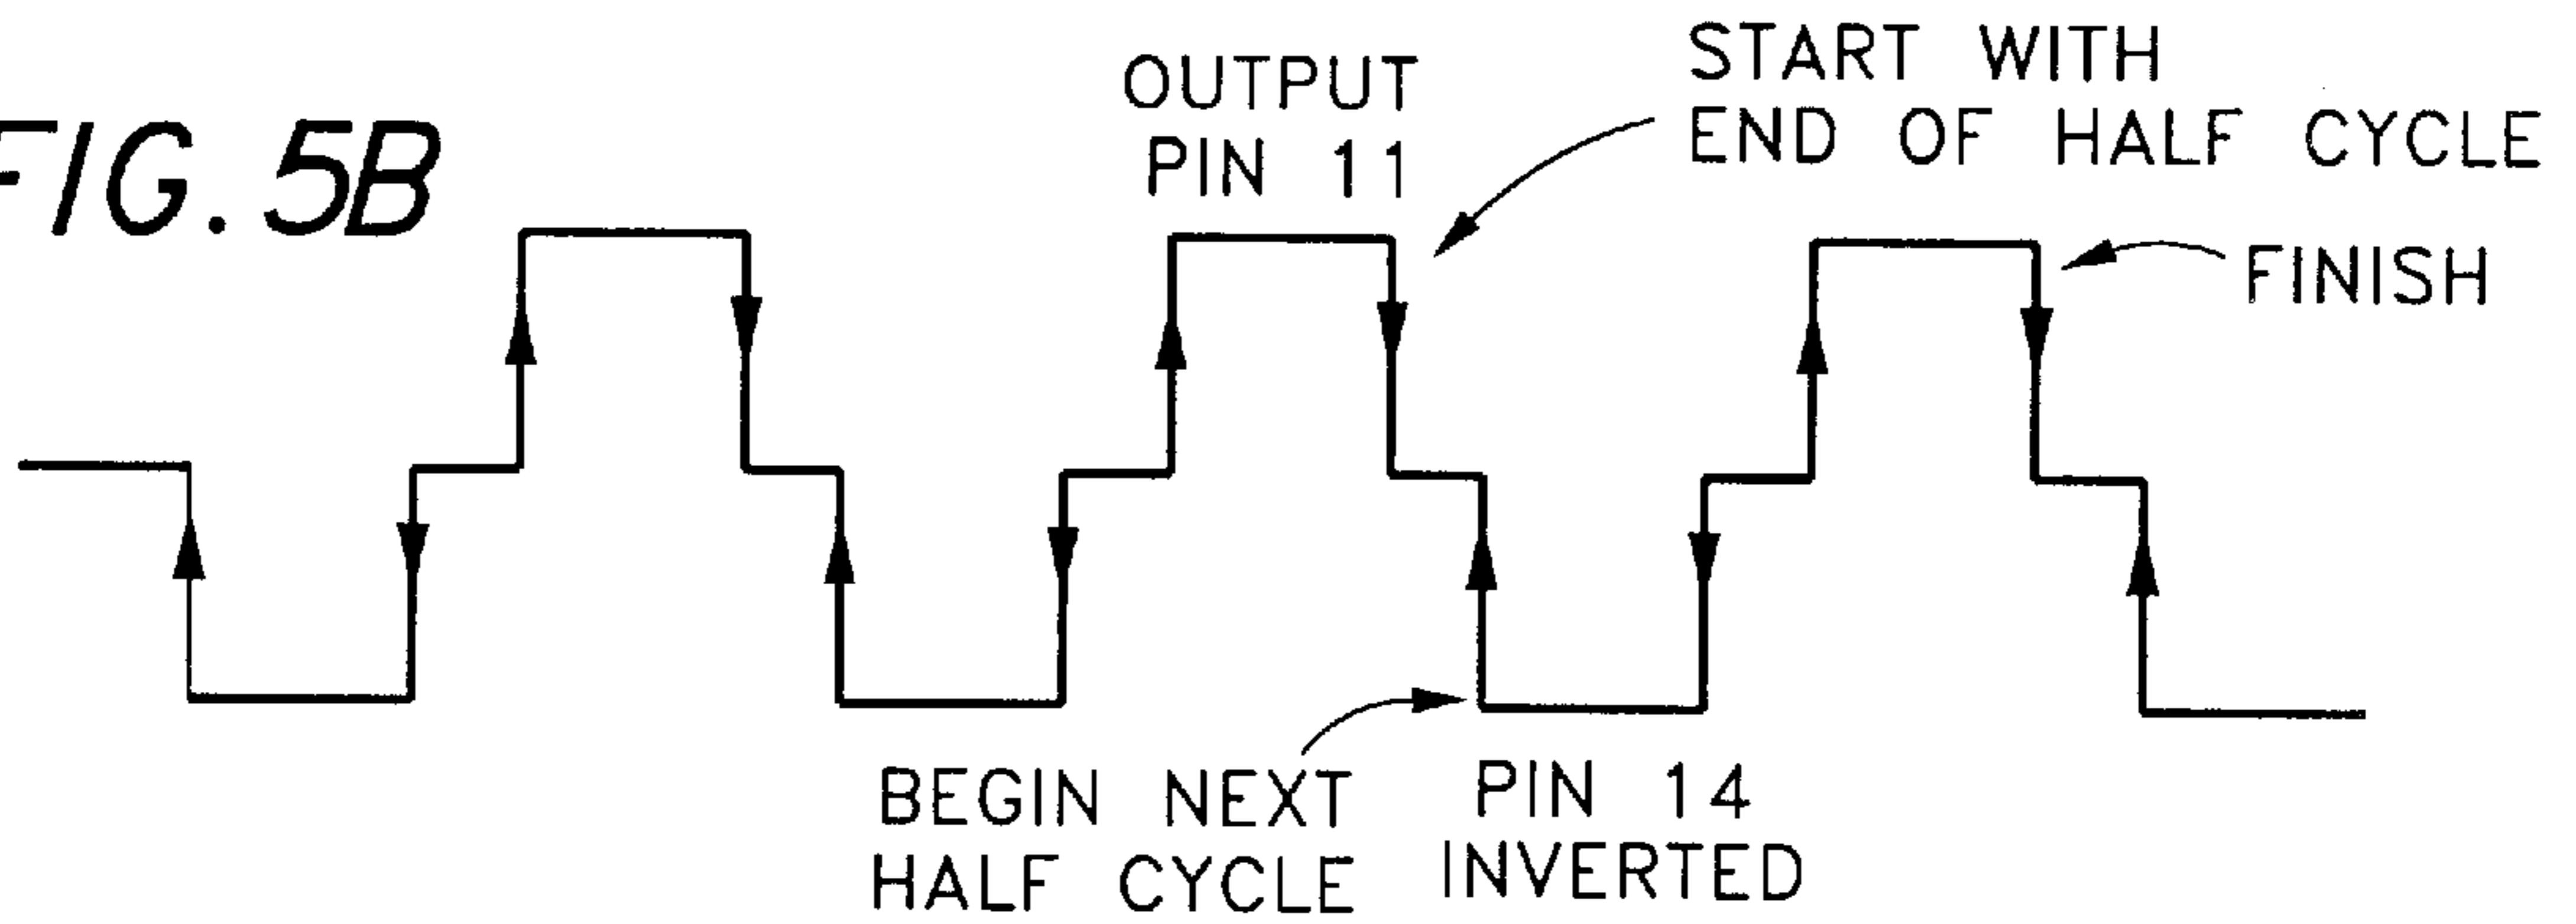 FIG. 5B
OUTPUT
PIN 11
START WITH
END OF HALF CYCLE
FINISH
BEGIN NEXT
HALF CYCLE
PIN 14
INVERTED